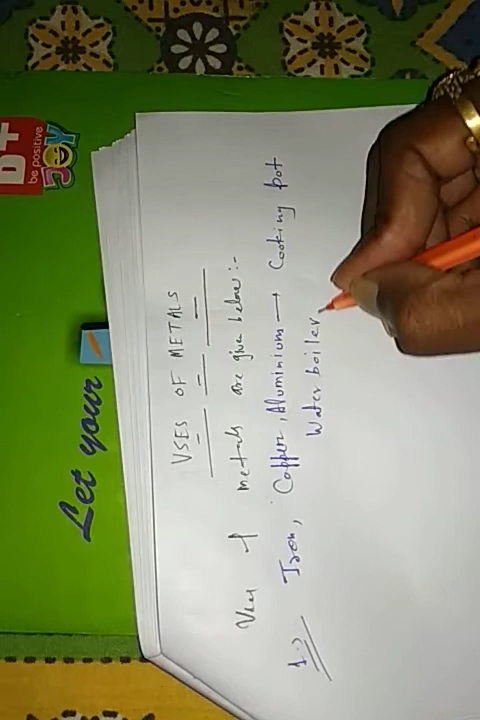 USES OF METALS
Uses of metals are give below:-
1.) Iron, Copper, Aluminium → Cooking pot
Water boiler
Let your
B+
be positive
JOY